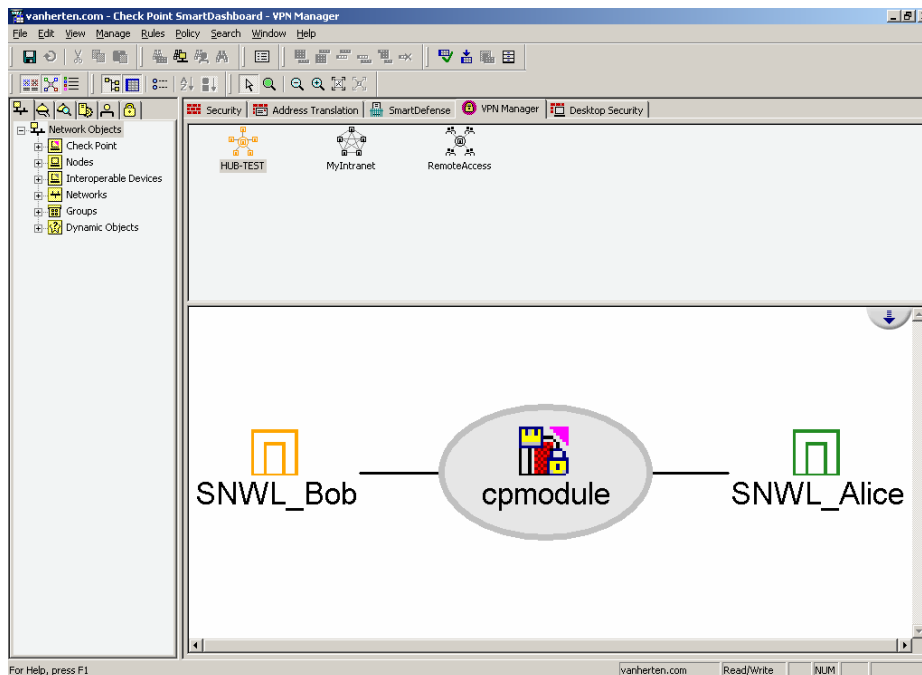 vanherten.com - Check Point SmartDashboard - VPN Manager
File Edit View Manage Rules Policy Search Window Help
Security Address Translation SmartDefense VPN Manager Desktop Security
Network Objects
Check Point
Nodes
Interoperable Devices
Networks
Groups
Dynamic Objects
HUB-TEST MyIntranet RemoteAccess
SNWL_Bob cpmodule SNWL_Alice
For Help, press F1 vanherten.com Read/Write NUM